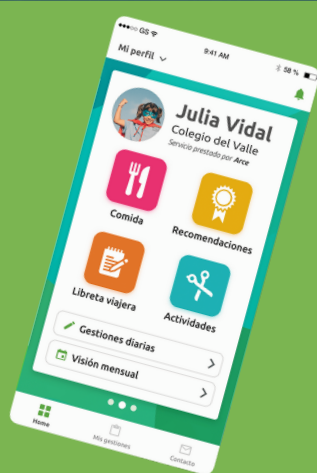 GS
9:41 AM
58 %
Mi perfil
Julia Vidal
Colegio del Valle
Servicio prestado por Arce
Comida
Recomendaciones
Libreta viajera
Actividades
Gestiones diarias
Visión mensual
Home
Mis gestiones
Contacto